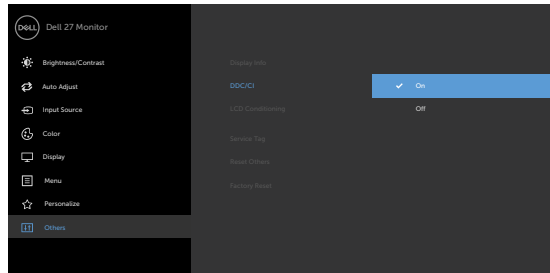 DELL Dell 27 Monitor
Brightness/Contrast
Auto Adjust
Input Source
Color
Display
Menu
Personalize
Others
Display Info
DDC/CI
LCD Conditioning
Service Tag
Reset Others
Factory Reset
On
Off